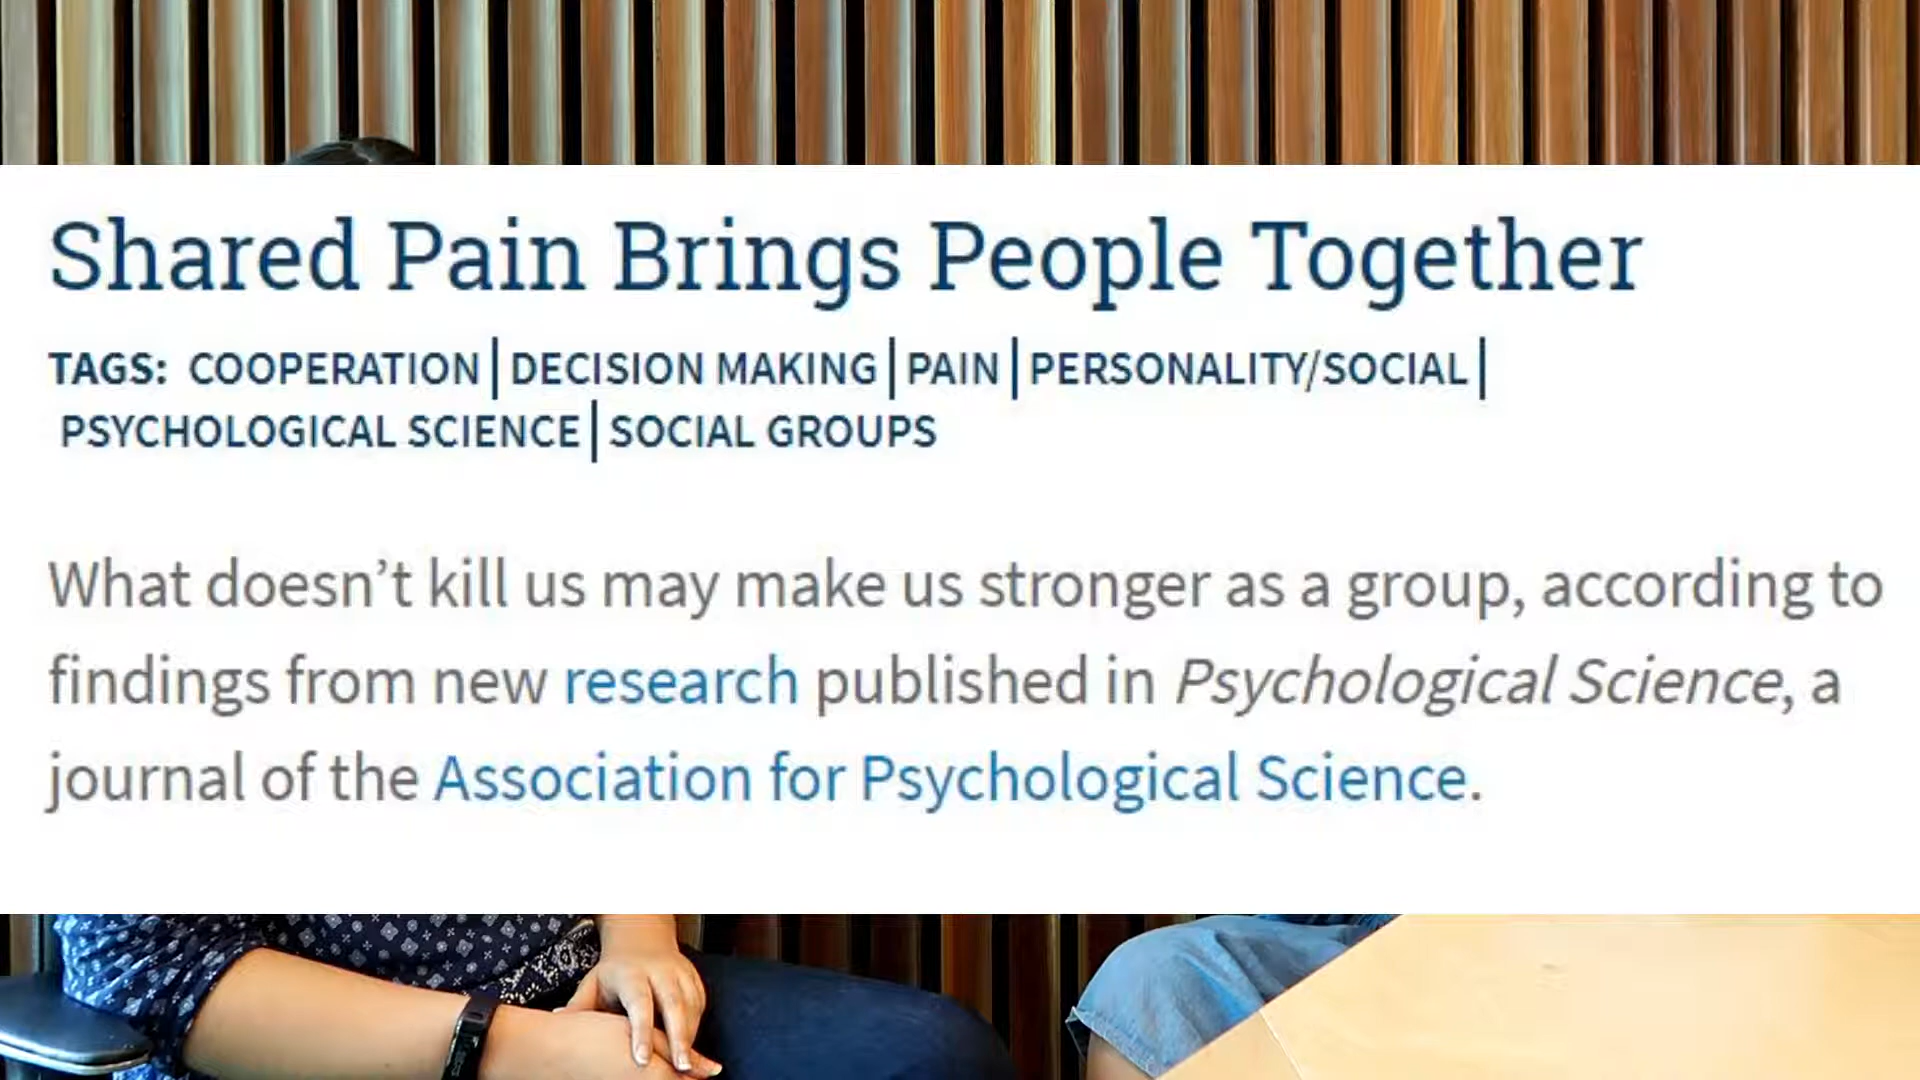 Shared Pain Brings People Together
TAGS: COOPERATION | DECISION MAKING | PAIN | PERSONALITY/SOCIAL |
PSYCHOLOGICAL SCIENCE | SOCIAL GROUPS
What doesn’t kill us may make us stronger as a group, according to
findings from new research published in Psychological Science, a
journal of the Association for Psychological Science.